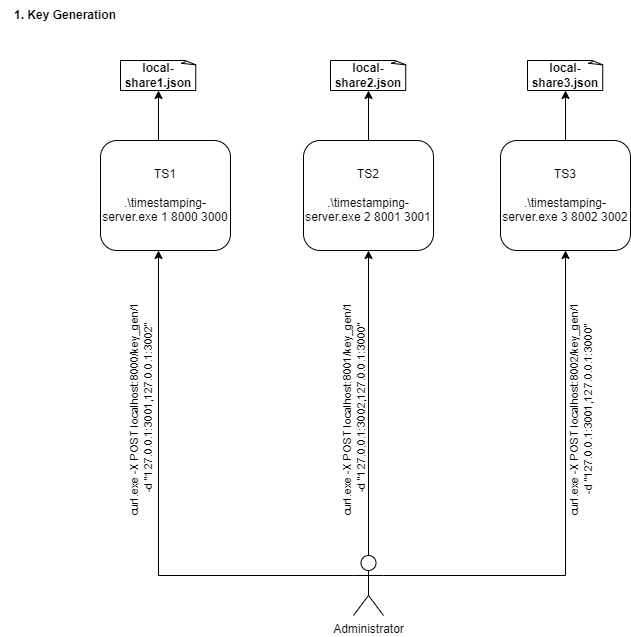 1. Key Generation
local-
share1.json
local-
share2.json
local-
share3.json
TS1
.\timestamping-
server.exe 1 8000 3000
TS2
.\timestamping-
server.exe 2 8001 3001
TS3
.\timestamping-
server.exe 3 8002 3002
curl.exe -X POST localhost:8000/key_gen/1
-d "127.0.0.1:3001,127.0.0.1:3002"
curl.exe -X POST localhost:8001/key_gen/1
-d "127.0.0.1:3002,127.0.0.1:3000"
curl.exe -X POST localhost:8002/key_gen/1
-d "127.0.0.1:3001,127.0.0.1:3000"
Administrator